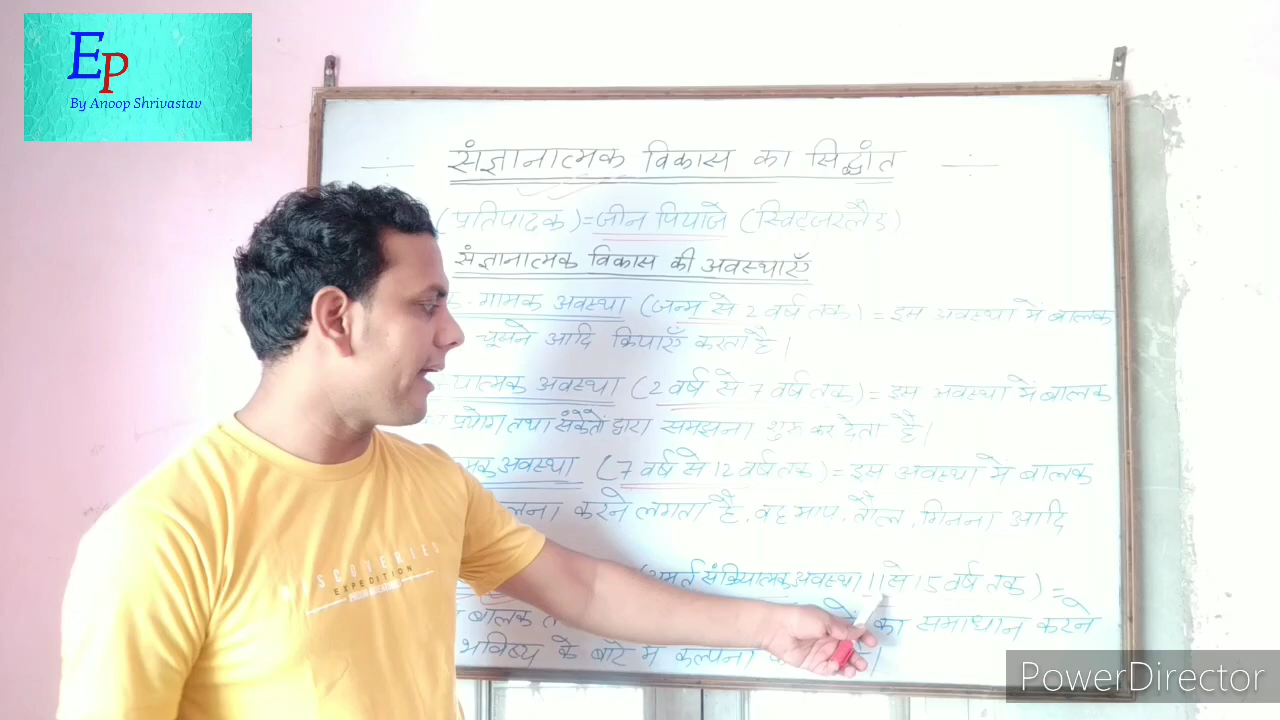 EP
By Anoop Shrivastav
संज्ञानात्मक विकास का सिद्धांत
(प्रतिपादक)=जीन पियाजे (स्विट्जरलैंड)
संज्ञानात्मक विकास की अवस्थाएँ
गामक अवस्था (जन्म से 2 वर्ष तक) = इस अवस्था मे बालक
चूसने आदि क्रियाएँ करता है।
अवस्था (2 वर्ष से 7 वर्ष तक) = इस अवस्था में बालक
प्रयोग तथा संकेतों द्वारा समझना शुरू कर देता है।
अवस्था (7 वर्ष से 12 वर्ष तक) = इस अवस्था मे बालक
करने लगता है, वह माप, तौल, गिनना आदि
संक्रियात्मक अवस्था 11 से 15 वर्ष तक) =
बालक का समाधान करने
भविष्य के बारे मे कल्पना
DISCOVERIES
EXPEDITION
PowerDirector